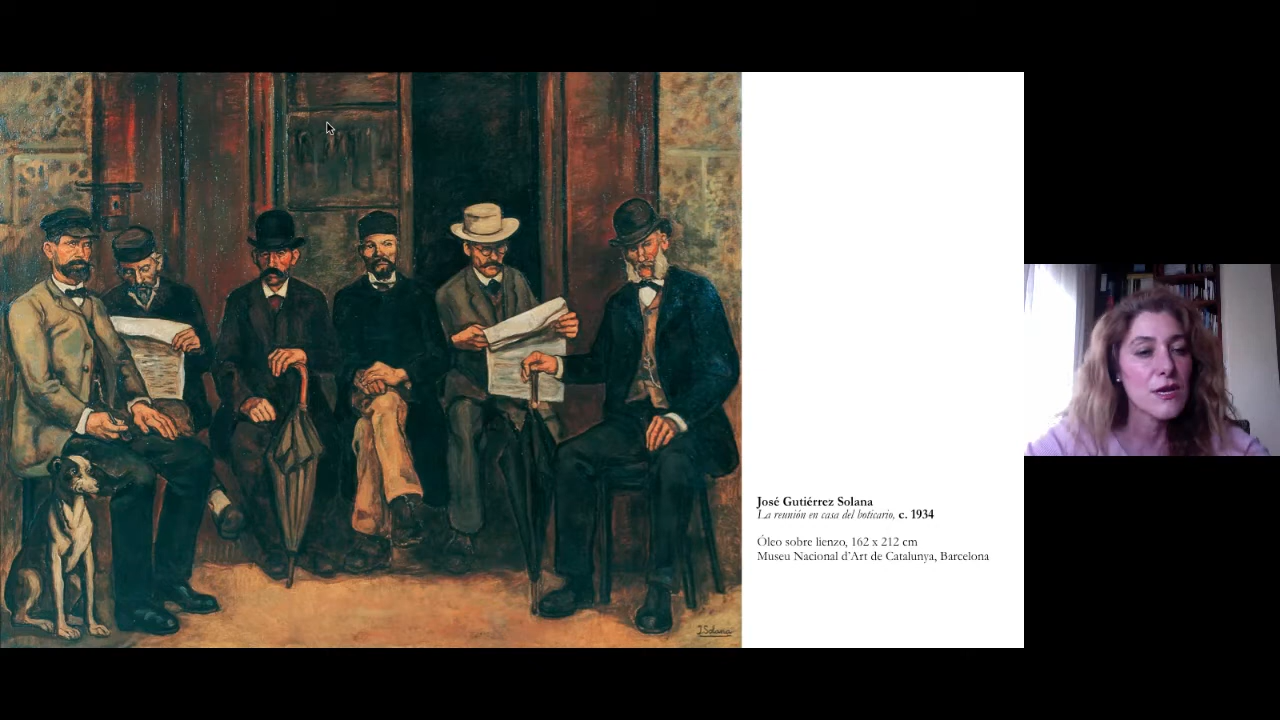 José Gutiérrez Solana
La reunión en casa del boticario, c. 1934
Óleo sobre lienzo, 162 x 212 cm
Museu Nacional d'Art de Catalunya, Barcelona
J. Solana